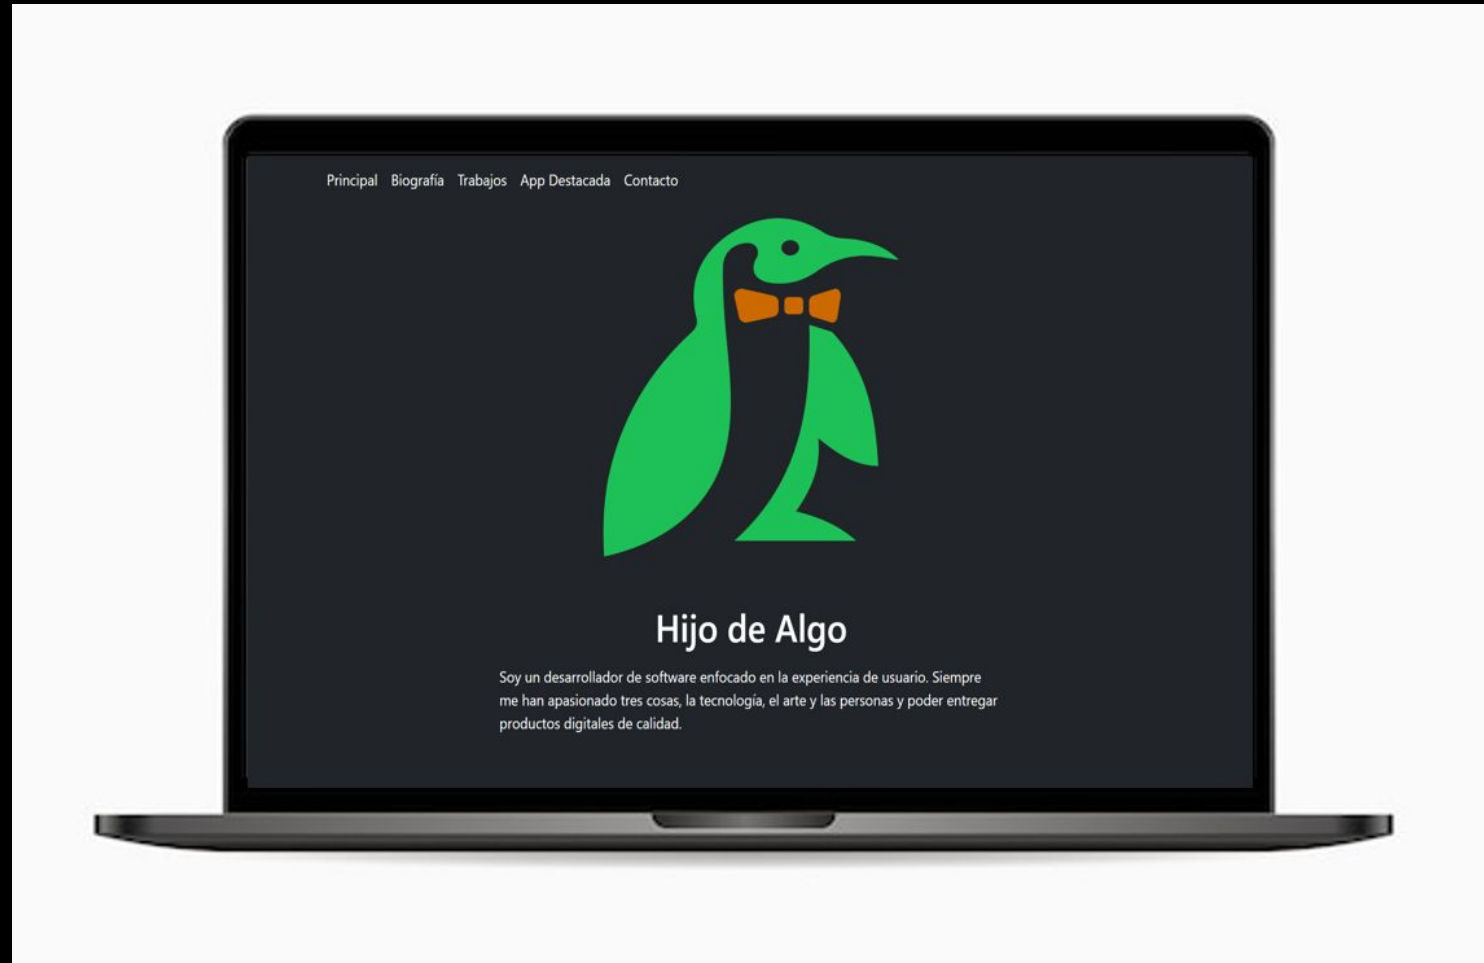 Principal Biografía Trabajos App Destacada Contacto
Hijo de Algo
Soy un desarrollador de software enfocado en la experiencia de usuario. Siempre
me han apasionado tres cosas, la tecnología, el arte y las personas y poder entregar
productos digitales de calidad.